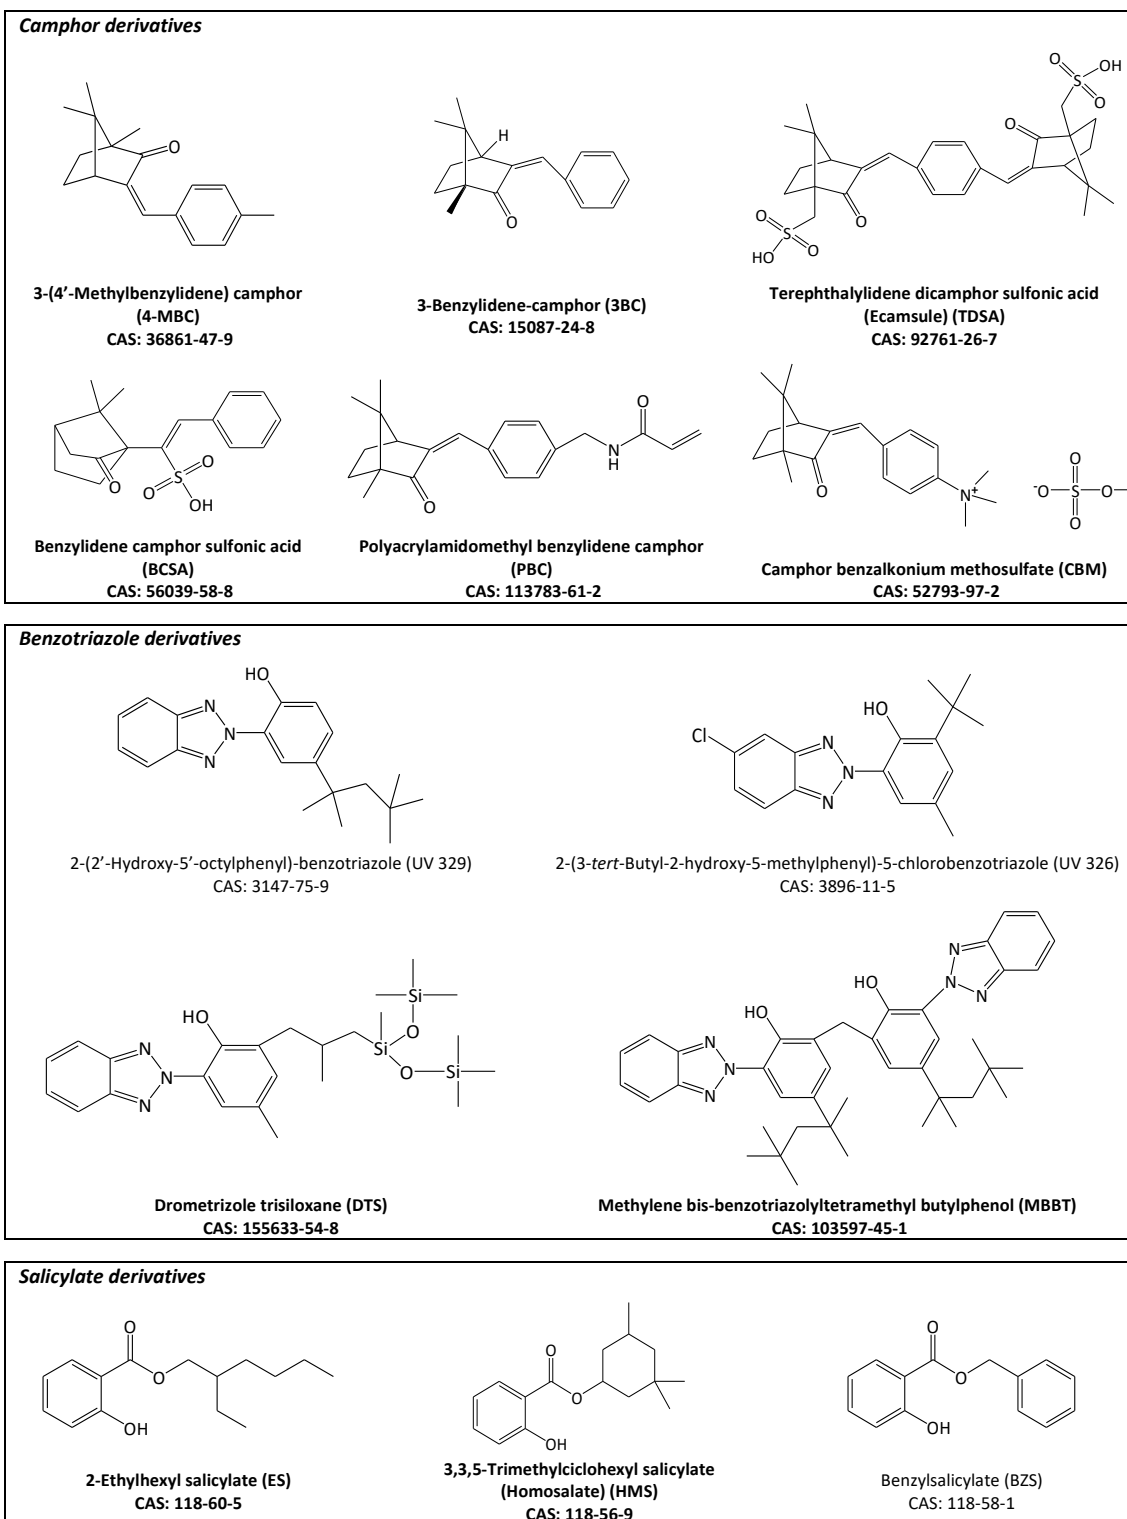 Camphor derivatives
O
H
O
O
O
S
OH
O
O
O
S
O
HO
O
3-(4’-Methylbenzylidene) camphor
(4-MBC)
CAS: 36861-47-9
3-Benzylidene-camphor (3BC)
CAS: 15087-24-8
Terephthalylidene dicamphor sulfonic acid
(Ecamsule) (TDSA)
CAS: 92761-26-7
O
O
S
O
OH
O
N
H
O
O
N+
-O
O
S
O
O
Benzylidene camphor sulfonic acid
(BCSA)
CAS: 56039-58-8
Polyacrylamidomethyl benzylidene camphor
(PBC)
CAS: 113783-61-2
Camphor benzalkonium methosulfate (CBM)
CAS: 52793-97-2
Benzotriazole derivatives
HO
N
N
N
Cl
HO
N
N
N
2-(2’-Hydroxy-5’-octylphenyl)-benzotriazole (UV 329)
CAS: 3147-75-9
2-(3-tert-Butyl-2-hydroxy-5-methylphenyl)-5-chlorobenzotriazole (UV 326)
CAS: 3896-11-5
HO
N
N
N
Si
O
Si
O
Si
HO
HO
N
N
N
N
N
N
Drometrizole trisiloxane (DTS)
CAS: 155633-54-8
Methylene bis-benzotriazolyltetramethyl butylphenol (MBBT)
CAS: 103597-45-1
Salicylate derivatives
O
O
OH
O
O
OH
O
O
OH
2-Ethylhexyl salicylate (ES)
CAS: 118-60-5
3,3,5-Trimethylciclohexyl salicylate
(Homosalate) (HMS)
CAS: 118-56-9
Benzylsalicylate (BZS)
CAS: 118-58-1